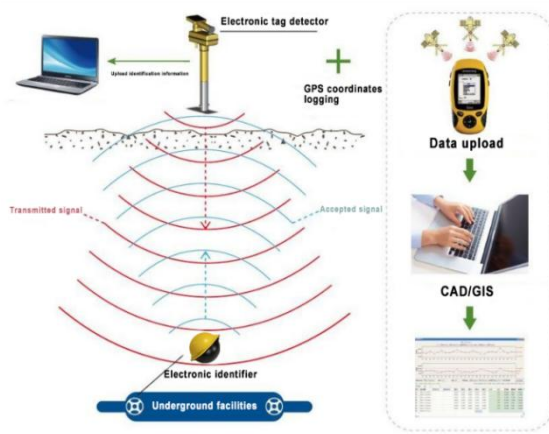 Electronic tag detector
Upload identification information
GPS coordinates
logging
Data upload
Transmitted signal
Accepted signal
CAD/GIS
Electronic identifier
Underground facilities